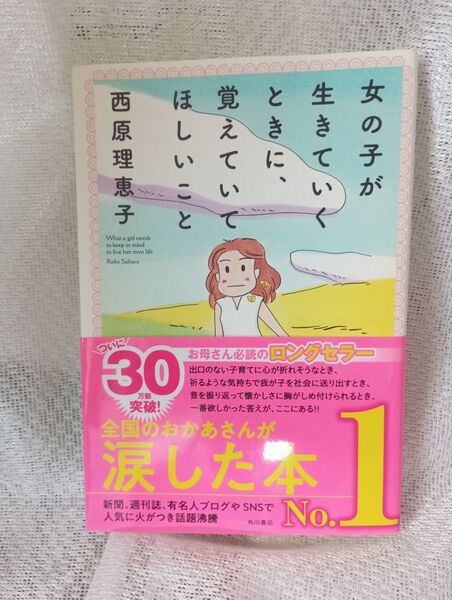 女の子が
生きていく
ときに、
覚えていて
ほしいこと
西原理恵子
What a girl needs
to keep in mind
to live her own life
Rieko Saibara
ついに
30
万部
突破!
お母さん必読のロングセラー
出口のない子育てに心が折れそうなとき、
祈るような気持ちで我が子を社会に送り出すとき、
昔を振り返って懐かしさに胸がしめ付けられるとき、
一番欲しかった答えが、ここにある!!
全国のおかあさんが
涙した本
No.1
新聞、週刊誌、有名人ブログやSNSで
人気に火がつき話題沸騰
角川書店